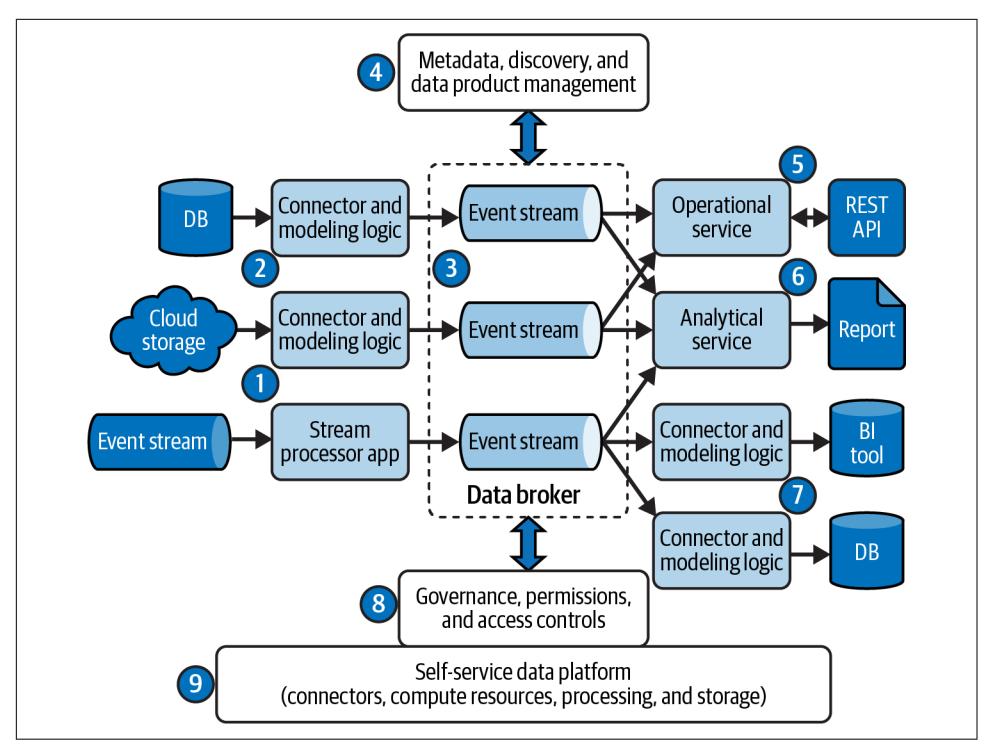 4
Metadata, discovery, and
data product management
5
DB
Connector and
modeling logic
Event stream
Operational
service
REST
API
2
3
6
Cloud
storage
Connector and
modeling logic
Event stream
Analytical
service
Report
1
Event stream
Stream
processor app
Event stream
Connector and
modeling logic
BI
tool
Data broker
7
Connector and
modeling logic
DB
8
Governance, permissions,
and access controls
9
Self-service data platform
(connectors, compute resources, processing, and storage)